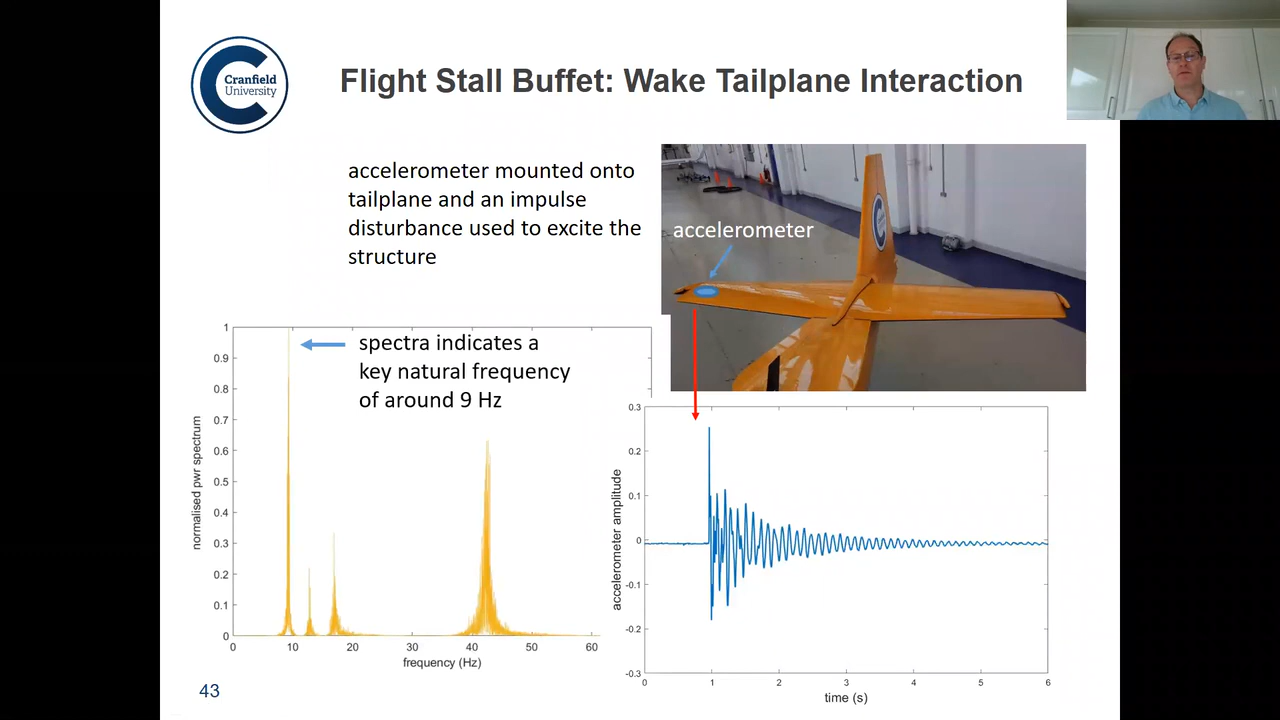 Cranfield
University
Flight Stall Buffet: Wake Tailplane Interaction
accelerometer mounted onto
tailplane and an impulse
disturbance used to excite the
structure
accelerometer
spectra indicates a
key natural frequency
of around 9 Hz
normalised pwr spectrum
1
0.9
0.8
0.7
0.6
0.5
0.4
0.3
0.2
0.1
0
0 10 20 30 40 50 60
frequency (Hz)
accelerometer amplitude
0.3
0.2
0.1
0
-0.1
-0.2
-0.3
0 1 2 3 4 5 6
time (s)
43